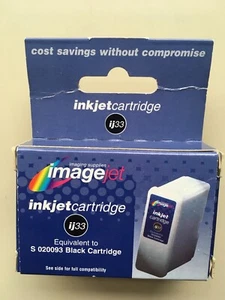 cost savings without compromise
inkjetcartridge
ij33
imaging supplies
imagejet
inkjetcartridge
ij33
Equivalent to
S 020093 Black Cartridge
See side for full compatibility